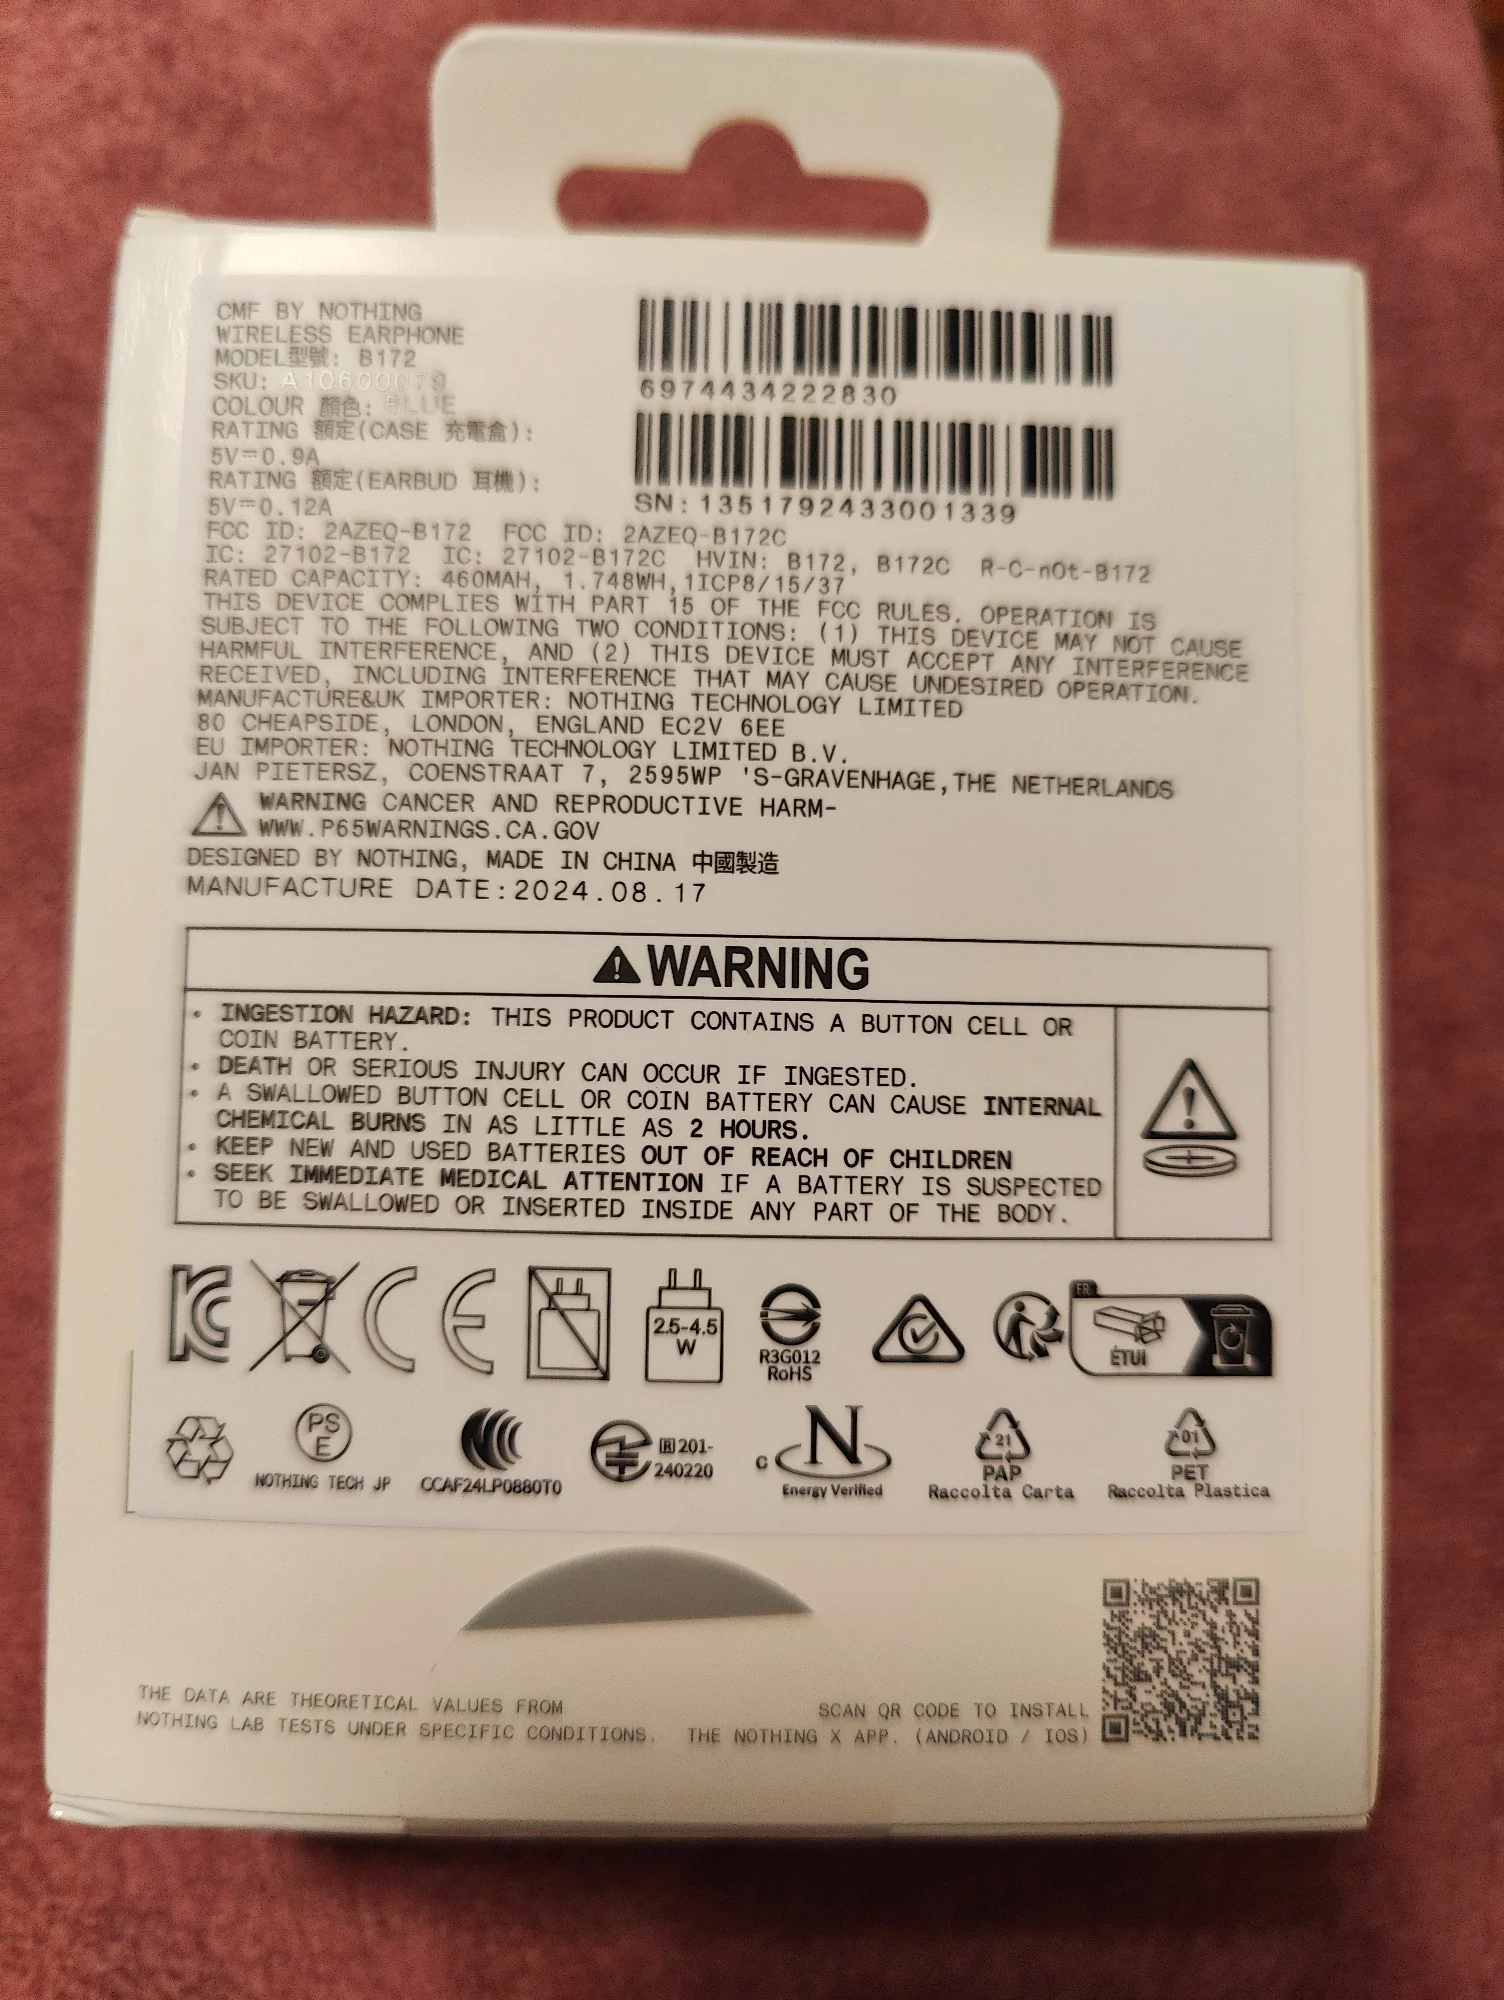 CMF BY NOTHING
WIRELESS EARPHONE
MODEL型號: B172
SKU: A10600079
COLOUR 顏色: BLUE
RATING 額定(CASE 充電盒):
5V⎓0.9A
RATING 額定(EARBUD 耳機):
5V⎓0.12A
6974434222830
SN:1351792433001339
FCC ID: 2AZEQ-B172 FCC ID: 2AZEQ-B172C
IC: 27102-B172 IC: 27102-B172C HVIN: B172, B172C R-C-nOt-B172
RATED CAPACITY: 460MAH, 1.748WH,1ICP8/15/37
THIS DEVICE COMPLIES WITH PART 15 OF THE FCC RULES. OPERATION IS
SUBJECT TO THE FOLLOWING TWO CONDITIONS: (1) THIS DEVICE MAY NOT CAUSE
HARMFUL INTERFERENCE, AND (2) THIS DEVICE MUST ACCEPT ANY INTERFERENCE
RECEIVED, INCLUDING INTERFERENCE THAT MAY CAUSE UNDESIRED OPERATION.
MANUFACTURE&UK IMPORTER: NOTHING TECHNOLOGY LIMITED
80 CHEAPSIDE, LONDON, ENGLAND EC2V 6EE
EU IMPORTER: NOTHING TECHNOLOGY LIMITED B.V.
JAN PIETERSZ, COENSTRAAT 7, 2595WP 'S-GRAVENHAGE,THE NETHERLANDS
WARNING CANCER AND REPRODUCTIVE HARM-
WWW.P65WARNINGS.CA.GOV
DESIGNED BY NOTHING, MADE IN CHINA 中國製造
MANUFACTURE DATE:2024.08.17
WARNING
• INGESTION HAZARD: THIS PRODUCT CONTAINS A BUTTON CELL OR
COIN BATTERY.
• DEATH OR SERIOUS INJURY CAN OCCUR IF INGESTED.
• A SWALLOWED BUTTON CELL OR COIN BATTERY CAN CAUSE INTERNAL
CHEMICAL BURNS IN AS LITTLE AS 2 HOURS.
• KEEP NEW AND USED BATTERIES OUT OF REACH OF CHILDREN
• SEEK IMMEDIATE MEDICAL ATTENTION IF A BATTERY IS SUSPECTED
TO BE SWALLOWED OR INSERTED INSIDE ANY PART OF THE BODY.
KC CE
2.5-4.5
W
R3G012
RoHS
FR
ÉTUI
PS
E
NOTHING TECH JP
CCAF24LP0880T0
R 201-
240220
C N
Energy Verified
21
PAP
Raccolta Carta
01
PET
Raccolta Plastica
THE DATA ARE THEORETICAL VALUES FROM
NOTHING LAB TESTS UNDER SPECIFIC CONDITIONS.
SCAN QR CODE TO INSTALL
THE NOTHING X APP. (ANDROID / IOS)